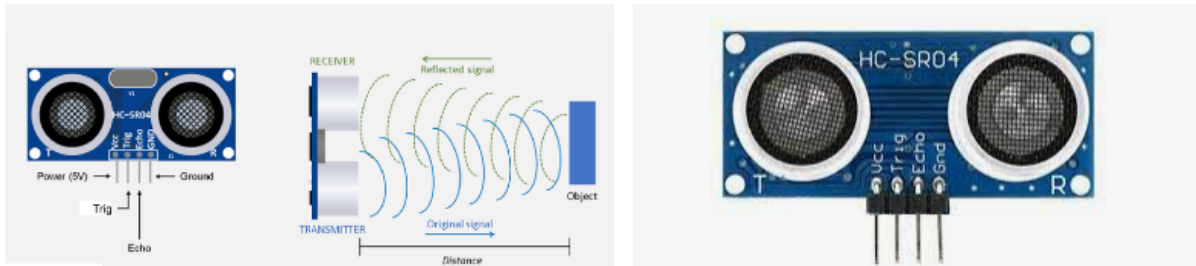 HC-SR04
Vcc
Trig
Echo
GND
T
R
Power (5V)
Ground
Trig
Echo
RECEIVER
Reflected signal
Object
Original signal
TRANSMITTER
Distance
HC-SR04
Vcc
Trig
Echo
Gnd
T
R